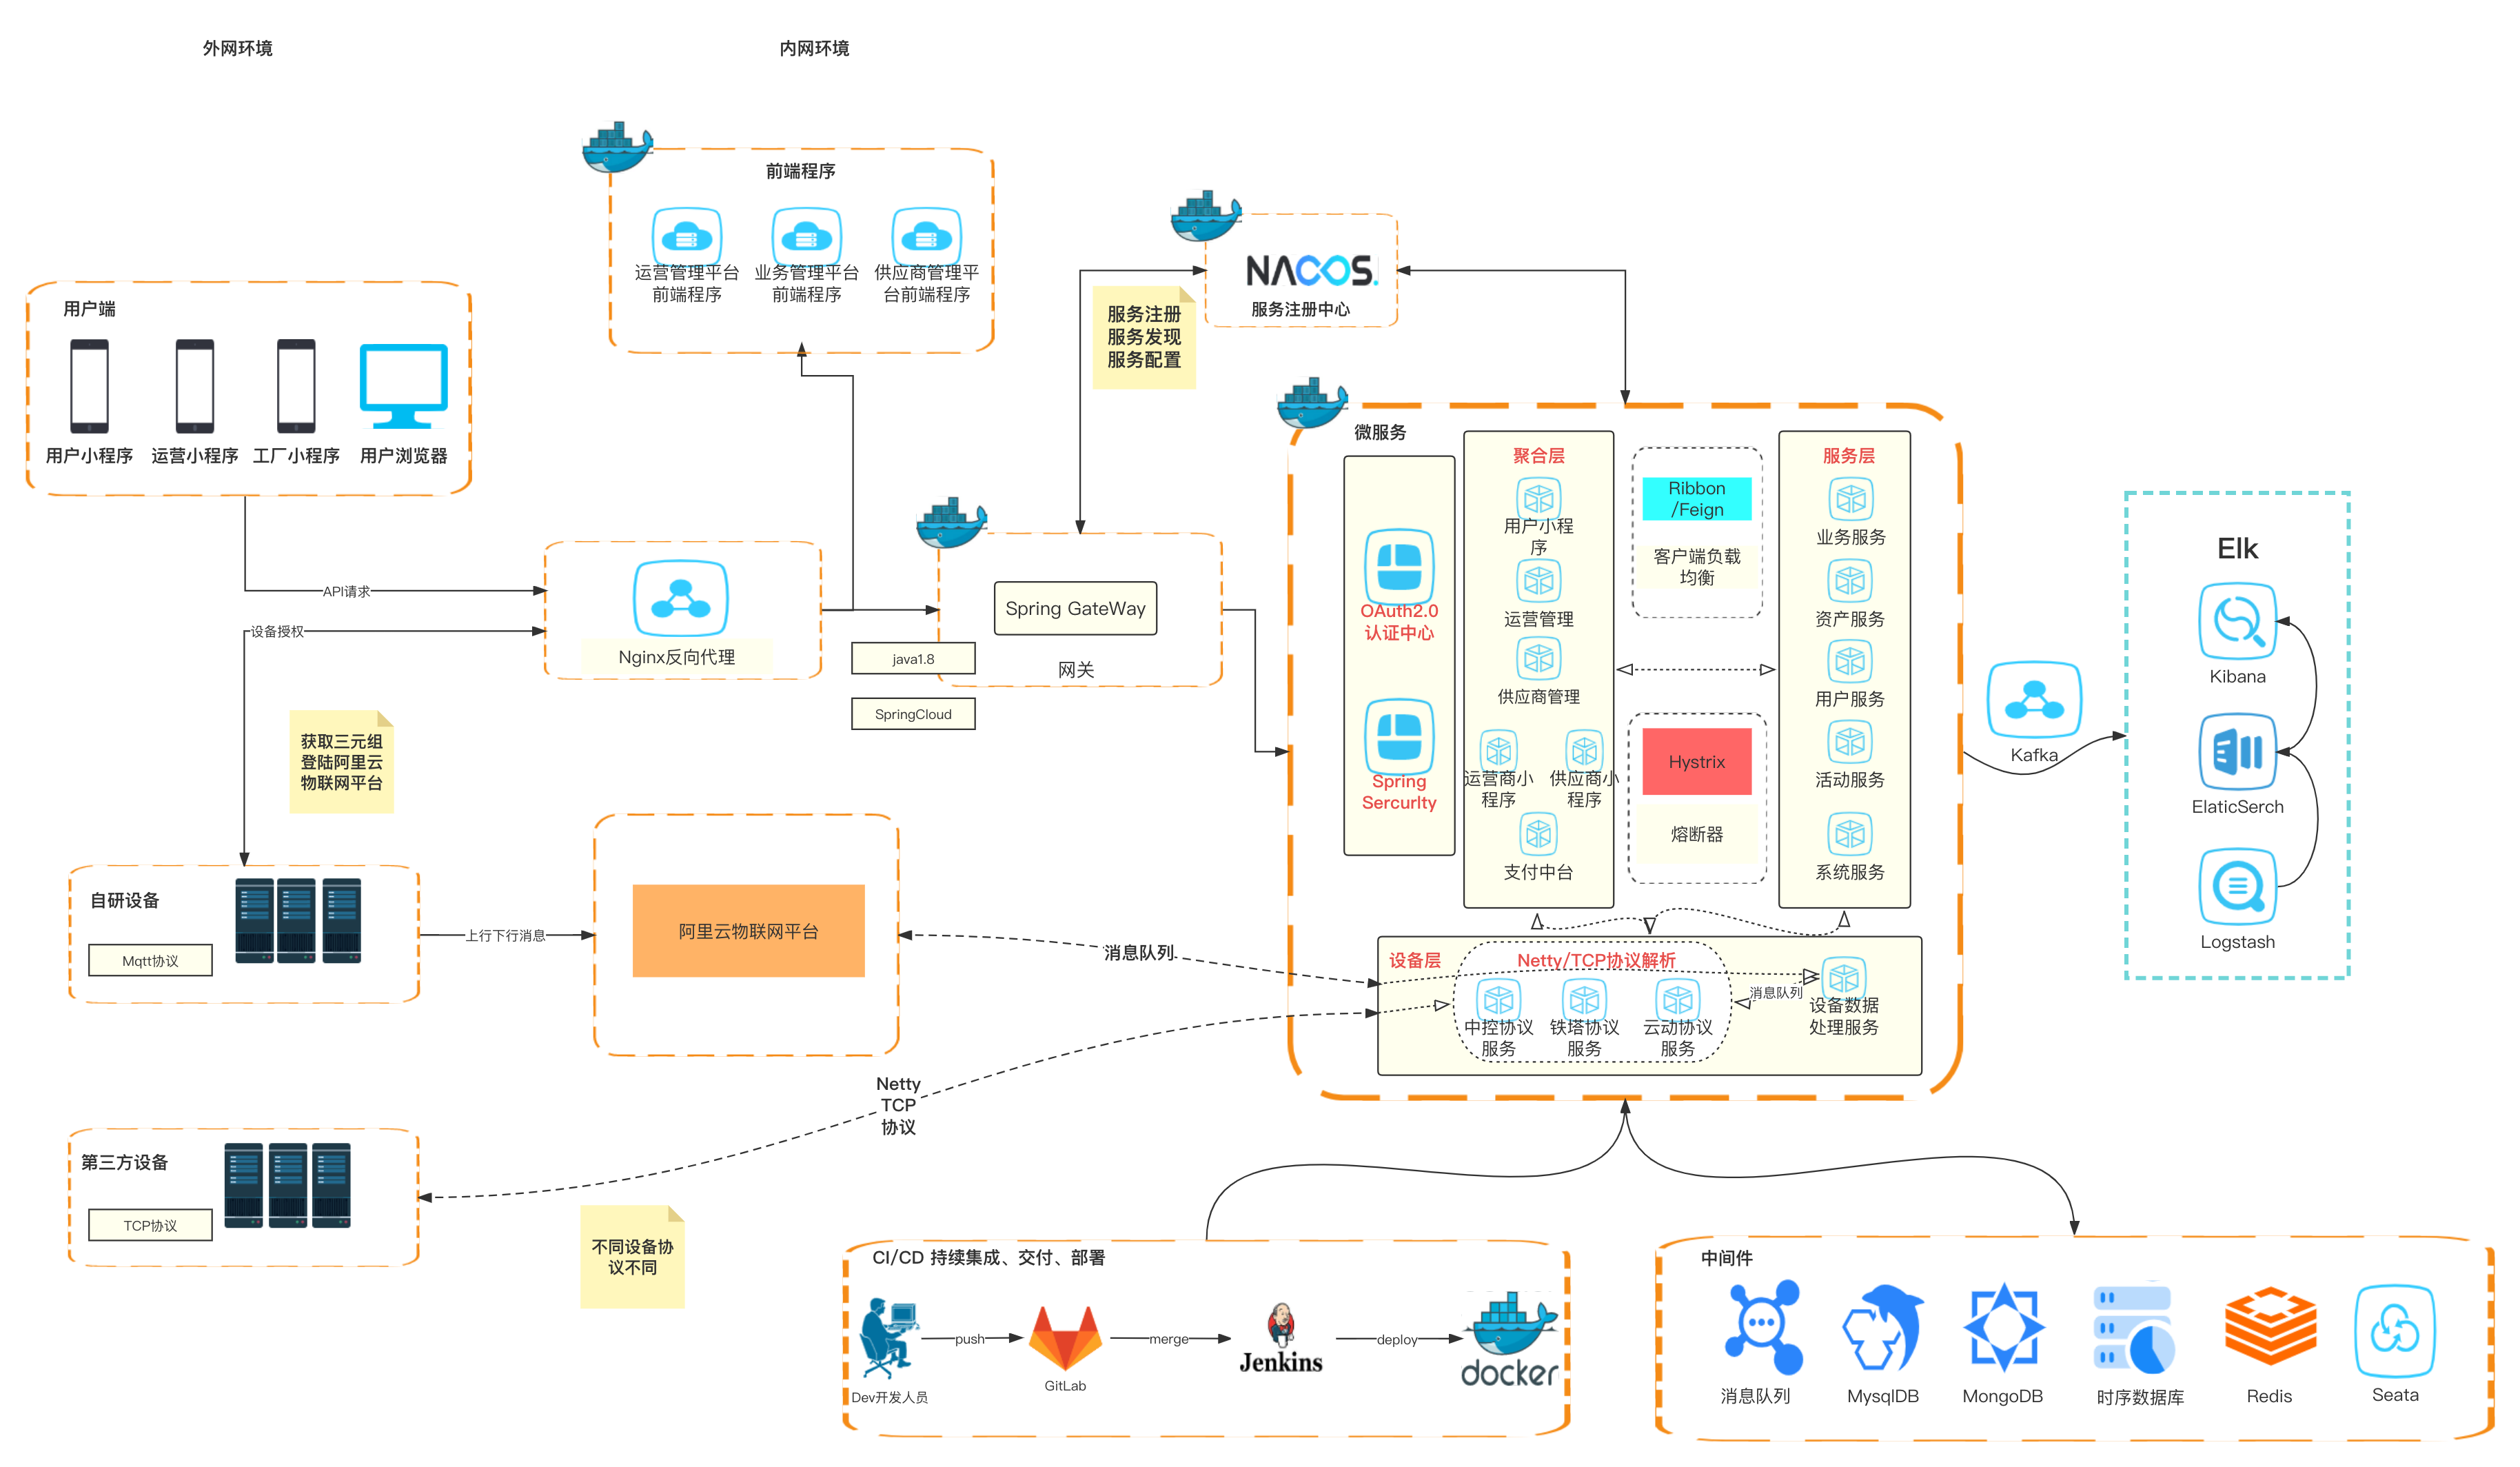 外网环境
内网环境
前端程序
运营管理平台
前端程序
业务管理平台
前端程序
供应商管理平
台前端程序
NACOS.
服务注册中心
服务注册
服务发现
服务配置
用户端
用户小程序
运营小程序
工厂小程序
用户浏览器
API请求
设备授权
Nginx反向代理
Spring GateWay
网关
java1.8
SpringCloud
获取三元组
登陆阿里云
物联网平台
微服务
OAuth2.0
认证中心
Spring
Sercurlty
聚合层
用户小程
序
运营管理
供应商管理
运营商小
程序
供应商小
程序
支付中台
Ribbon
/Feign
客户端负载
均衡
Hystrix
熔断器
服务层
业务服务
资产服务
用户服务
活动服务
系统服务
Kafka
Elk
Kibana
ElaticSerch
Logstash
自研设备
Mqtt协议
上行下行消息
阿里云物联网平台
消息队列
设备层
Netty/TCP协议解析
中控协议
服务
铁塔协议
服务
云动协议
服务
消息队列
设备数据
处理服务
Netty
TCP
协议
第三方设备
TCP协议
不同设备协
议不同
CI/CD 持续集成、交付、部署
Dev开发人员
push
GitLab
merge
Jenkins
deploy
docker
中间件
消息队列
MysqlDB
MongoDB
时序数据库
Redis
Seata